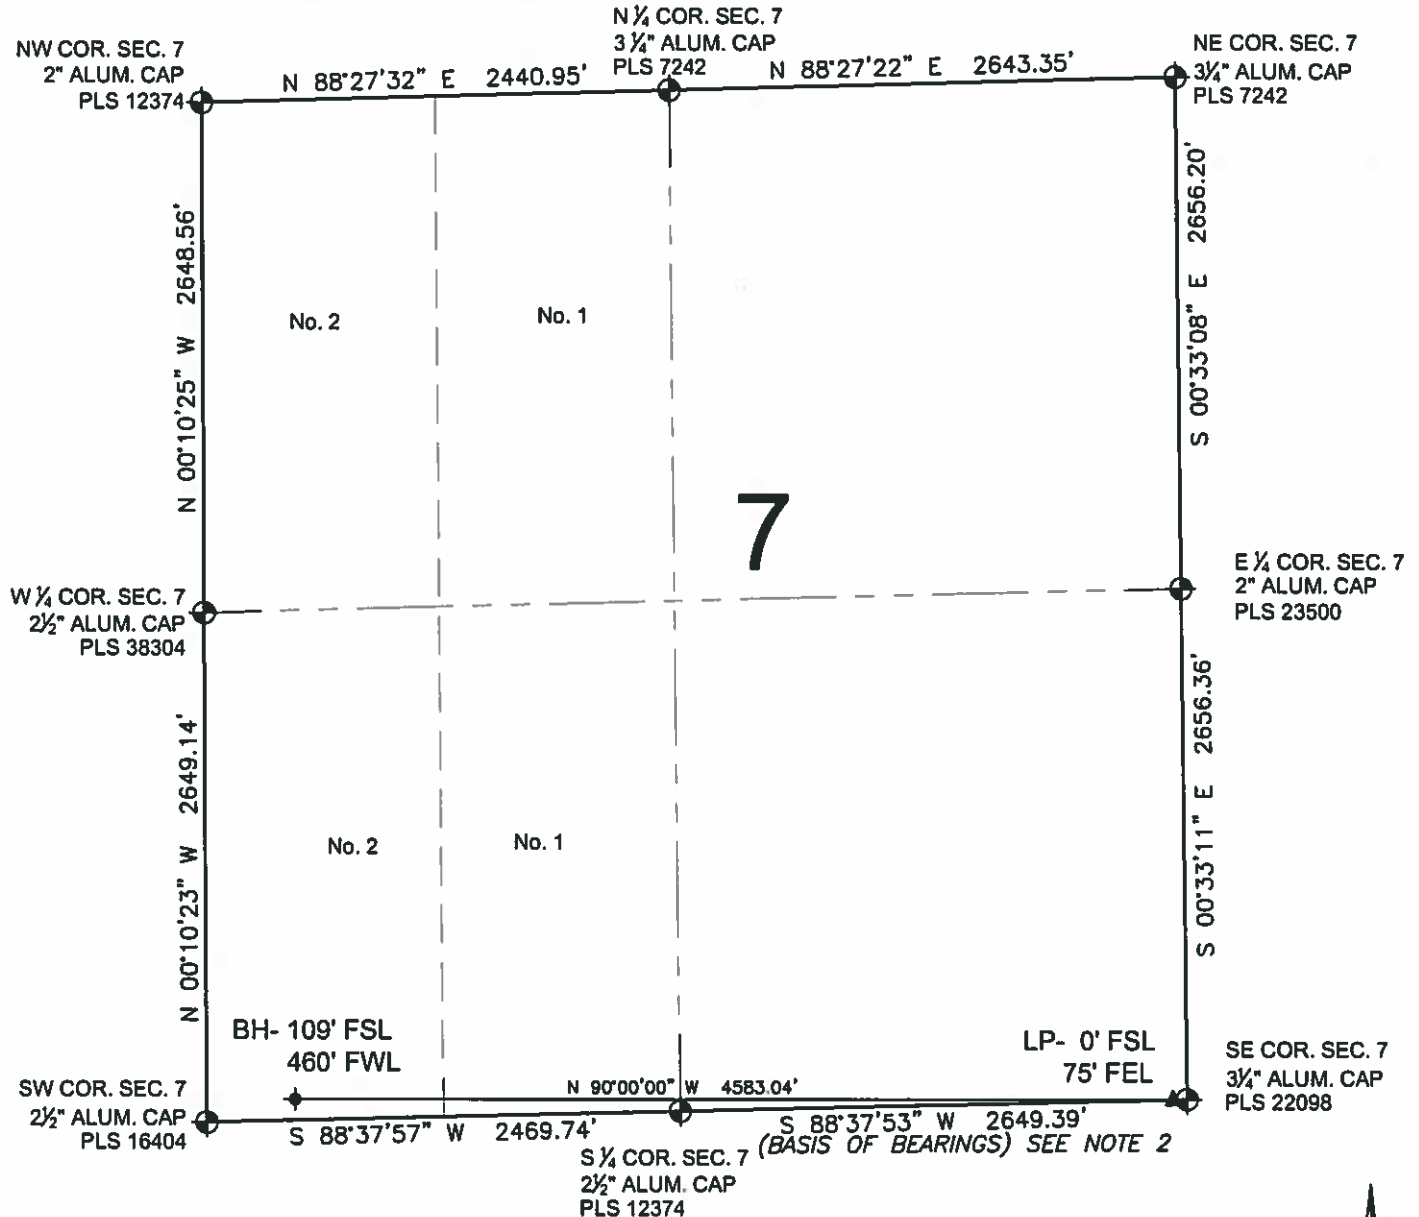 N ¼ COR. SEC. 7
3 ¼" ALUM. CAP
PLS 7242
NW COR. SEC. 7
2" ALUM. CAP
PLS 12374
N 88°27'32" E 2440.95'
N 88°27'22" E 2643.35'
NE COR. SEC. 7
3¼" ALUM. CAP
PLS 7242
N 00°10'25" W 2648.56'
S 00°33'08" E 2656.20'
No. 2
No. 1
7
W ¼ COR. SEC. 7
2½" ALUM. CAP
PLS 38304
E ¼ COR. SEC. 7
2" ALUM. CAP
PLS 23500
N 00°10'23" W 2649.14'
S 00°33'11" E 2656.36'
No. 2
No. 1
BH- 109' FSL
460' FWL
LP- 0' FSL
75' FEL
N 90°00'00" W 4583.04'
SW COR. SEC. 7
2½" ALUM. CAP
PLS 16404
SE COR. SEC. 7
3¼" ALUM. CAP
PLS 22098
S 88°37'57" W 2469.74'
S 88°37'53" W 2649.39'
(BASIS OF BEARINGS) SEE NOTE 2
S ¼ COR. SEC. 7
2½" ALUM. CAP
PLS 12374